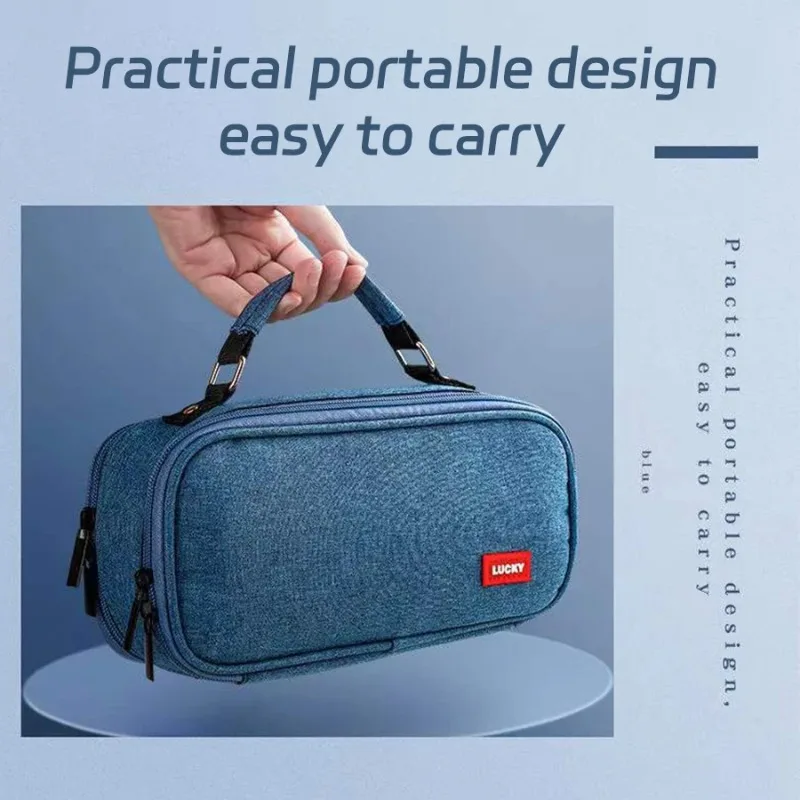 Practical portable design
easy to carry
LUCKY
blue
Practical portable design,
easy to carry